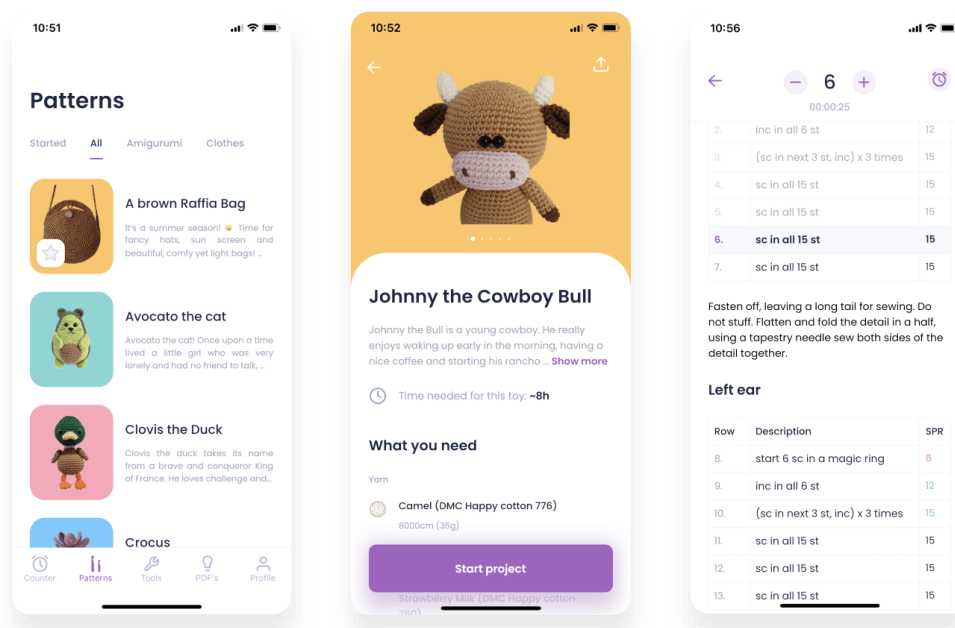 10:51
Patterns
Started All Amigurumi Clothes
A brown Raffia Bag
It's a summer season! 🌞 Time for
fancy hats, sun screen and
beautiful, comfy yet light bags! ...
Avocato the cat
Avocato the cat! Once upon a time
lived a little girl who was very
lonely and had no friend to talk, ...
Clovis the Duck
Clovis the duck takes its name
from a brave and conqueror King
of France. He loves challenge and...
Crocus
Counter Patterns Tools PDF's Profile
10:52
Johnny the Cowboy Bull
Johnny the Bull is a young cowboy. He really
enjoys waking up early in the morning, having a
nice coffee and starting his rancho ... Show more
Time needed for this toy: ~8h
What you need
Yarn
Camel (DMC Happy cotton 776)
8000cm (35g)
Start project
Strawberry Milk (DMC Happy cotton
760)
10:56
− 6 +
00:00:25
2. inc in all 6 st 12
3. (sc in next 3 st, inc) x 3 times 15
4. sc in all 15 st 15
5. sc in all 15 st 15
6. sc in all 15 st 15
7. sc in all 15 st 15
Fasten off, leaving a long tail for sewing. Do
not stuff. Flatten and fold the detail in a half,
using a tapestry needle sew both sides of the
detail together.
Left ear
Row Description SPR
8. start 6 sc in a magic ring 6
9. inc in all 6 st 12
10. (sc in next 3 st, inc) x 3 times 15
11. sc in all 15 st 15
12. sc in all 15 st 15
13. sc in all 15 st 15